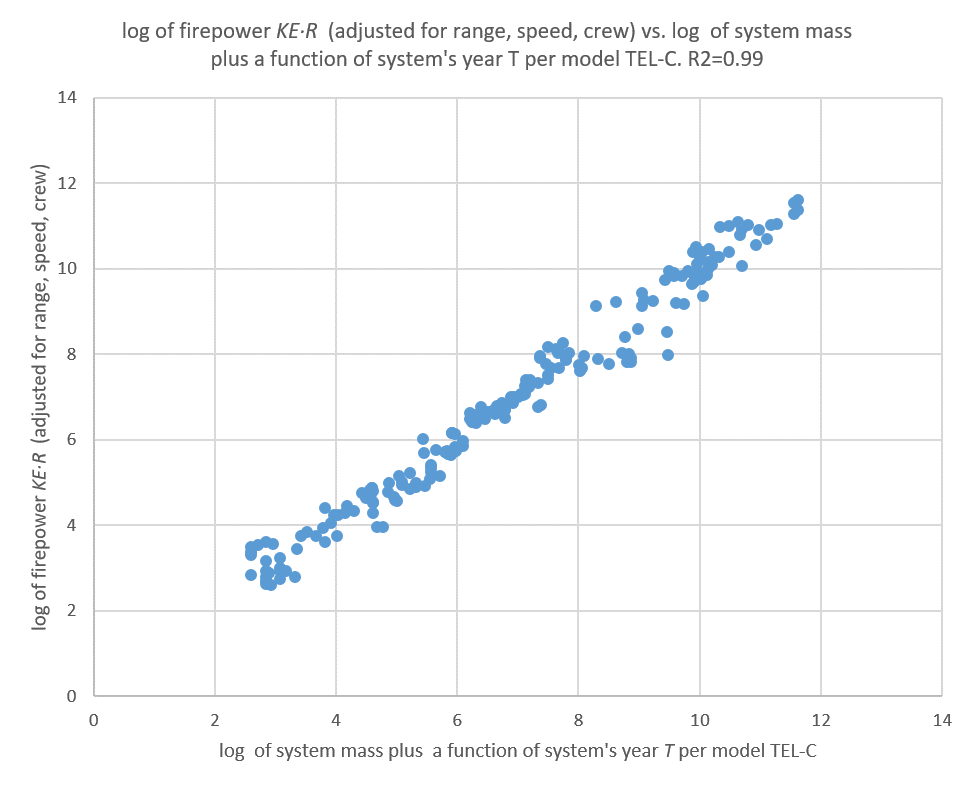 log of firepower KE·R (adjusted for range, speed, crew) vs. log of system mass
plus a function of system's year T per model TEL-C. R2=0.99
14
12
10
8
6
4
2
0
log of firepower KE·R (adjusted for range, speed, crew)
0 2 4 6 8 10 12 14
log of system mass plus a function of system's year T per model TEL-C